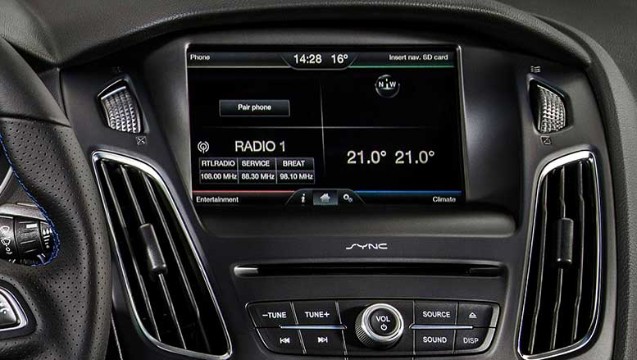 Phone 14:28 16° Insert nav. SD card
N W
Pair phone
RADIO 1
RTLRADIO SERVICE BREAT
108.00 MHz 88.30 MHz 98.10 MHz
21.0° 21.0°
Entertainment i Climate
SYNC
−TUNE TUNE+ VOL SOURCE
SOUND DISP